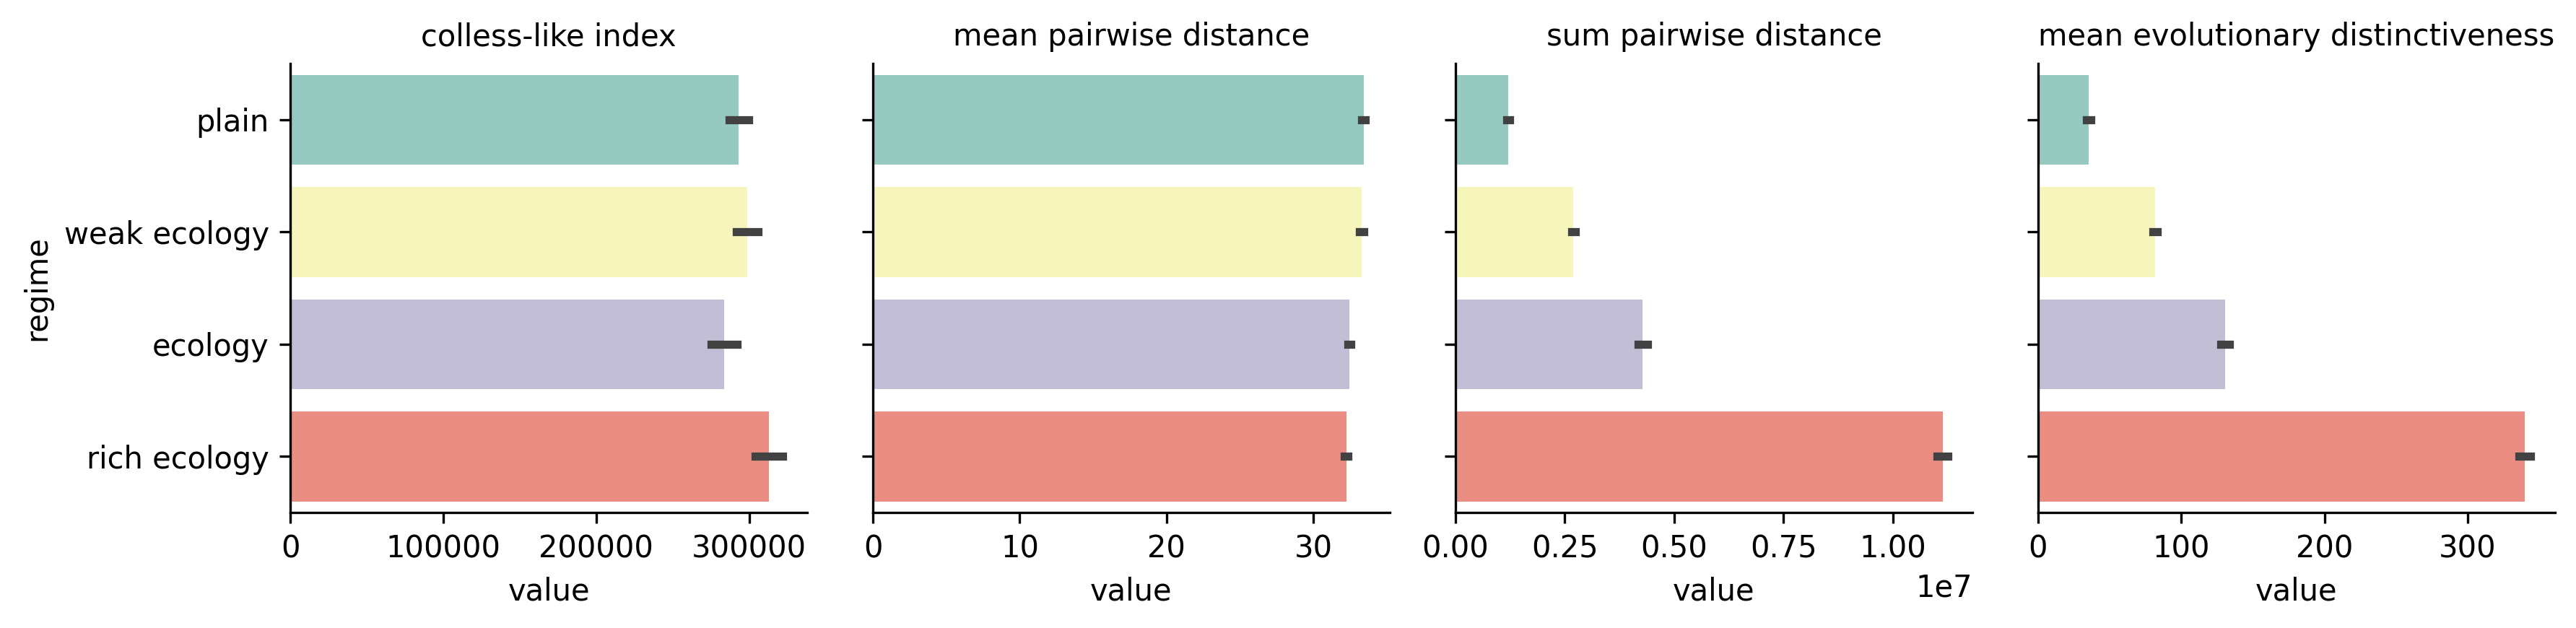 colless-like index
mean pairwise distance
sum pairwise distance
mean evolutionary distinctiveness
regime
plain
weak ecology
ecology
rich ecology
0 100000 200000 300000
value
0 10 20 30
value
0.00 0.25 0.50 0.75 1.00
1e7
value
0 100 200 300
value